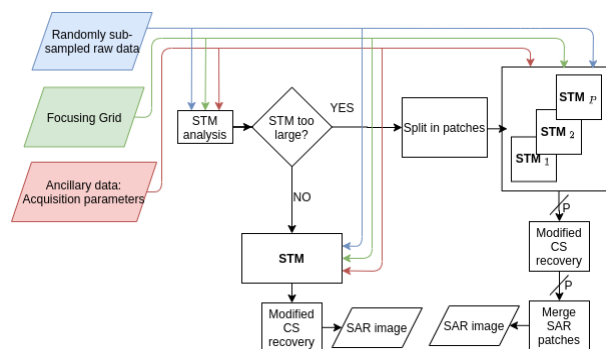 Randomly sub-
sampled raw data
Focusing Grid
Ancillary data:
Acquisition parameters
STM
analysis
STM too
large?
YES
NO
Split in patches
STM P
STM 2
STM 1
P
Modified
CS
recovery
P
Merge
SAR
patches
SAR image
STM
Modified
CS
recovery
SAR image